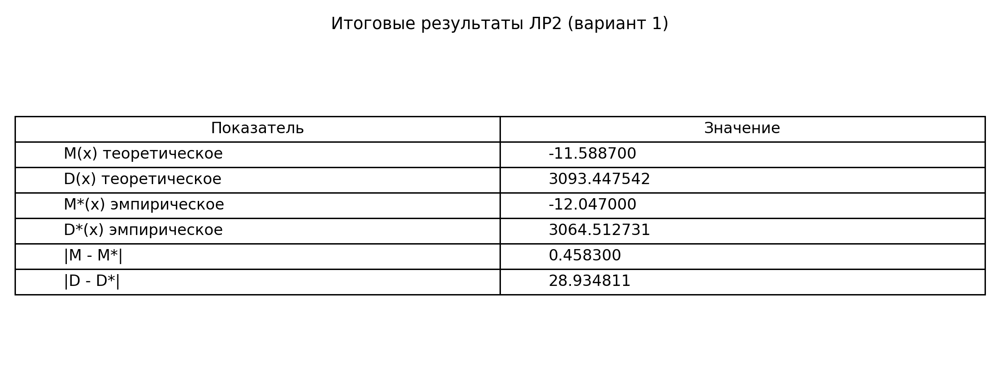 Итоговые результаты ЛР2 (вариант 1)
Показатель Значение
M(x) теоретическое -11.588700
D(x) теоретическое 3093.447542
M*(x) эмпирическое -12.047000
D*(x) эмпирическое 3064.512731
|M - M*| 0.458300
|D - D*| 28.934811